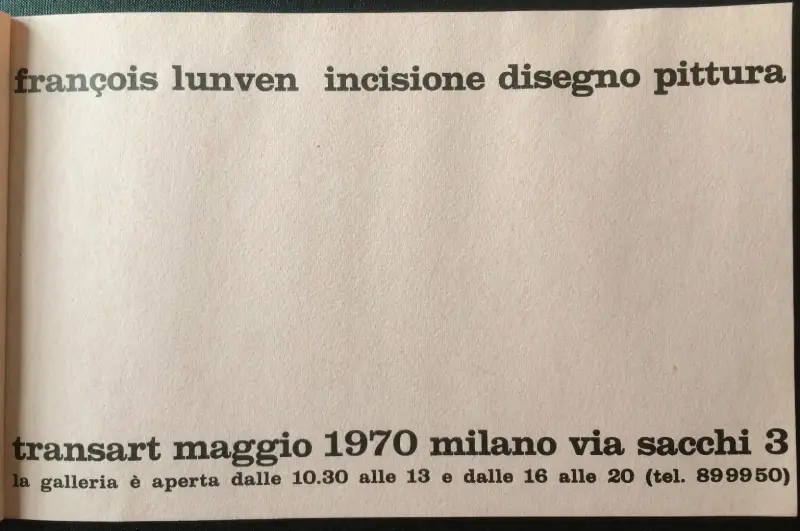 françois lunven incisione disegno pittura
transart maggio 1970 milano via sacchi 3
la galleria è aperta dalle 10.30 alle 13 e dalle 16 alle 20 (tel. 899950)